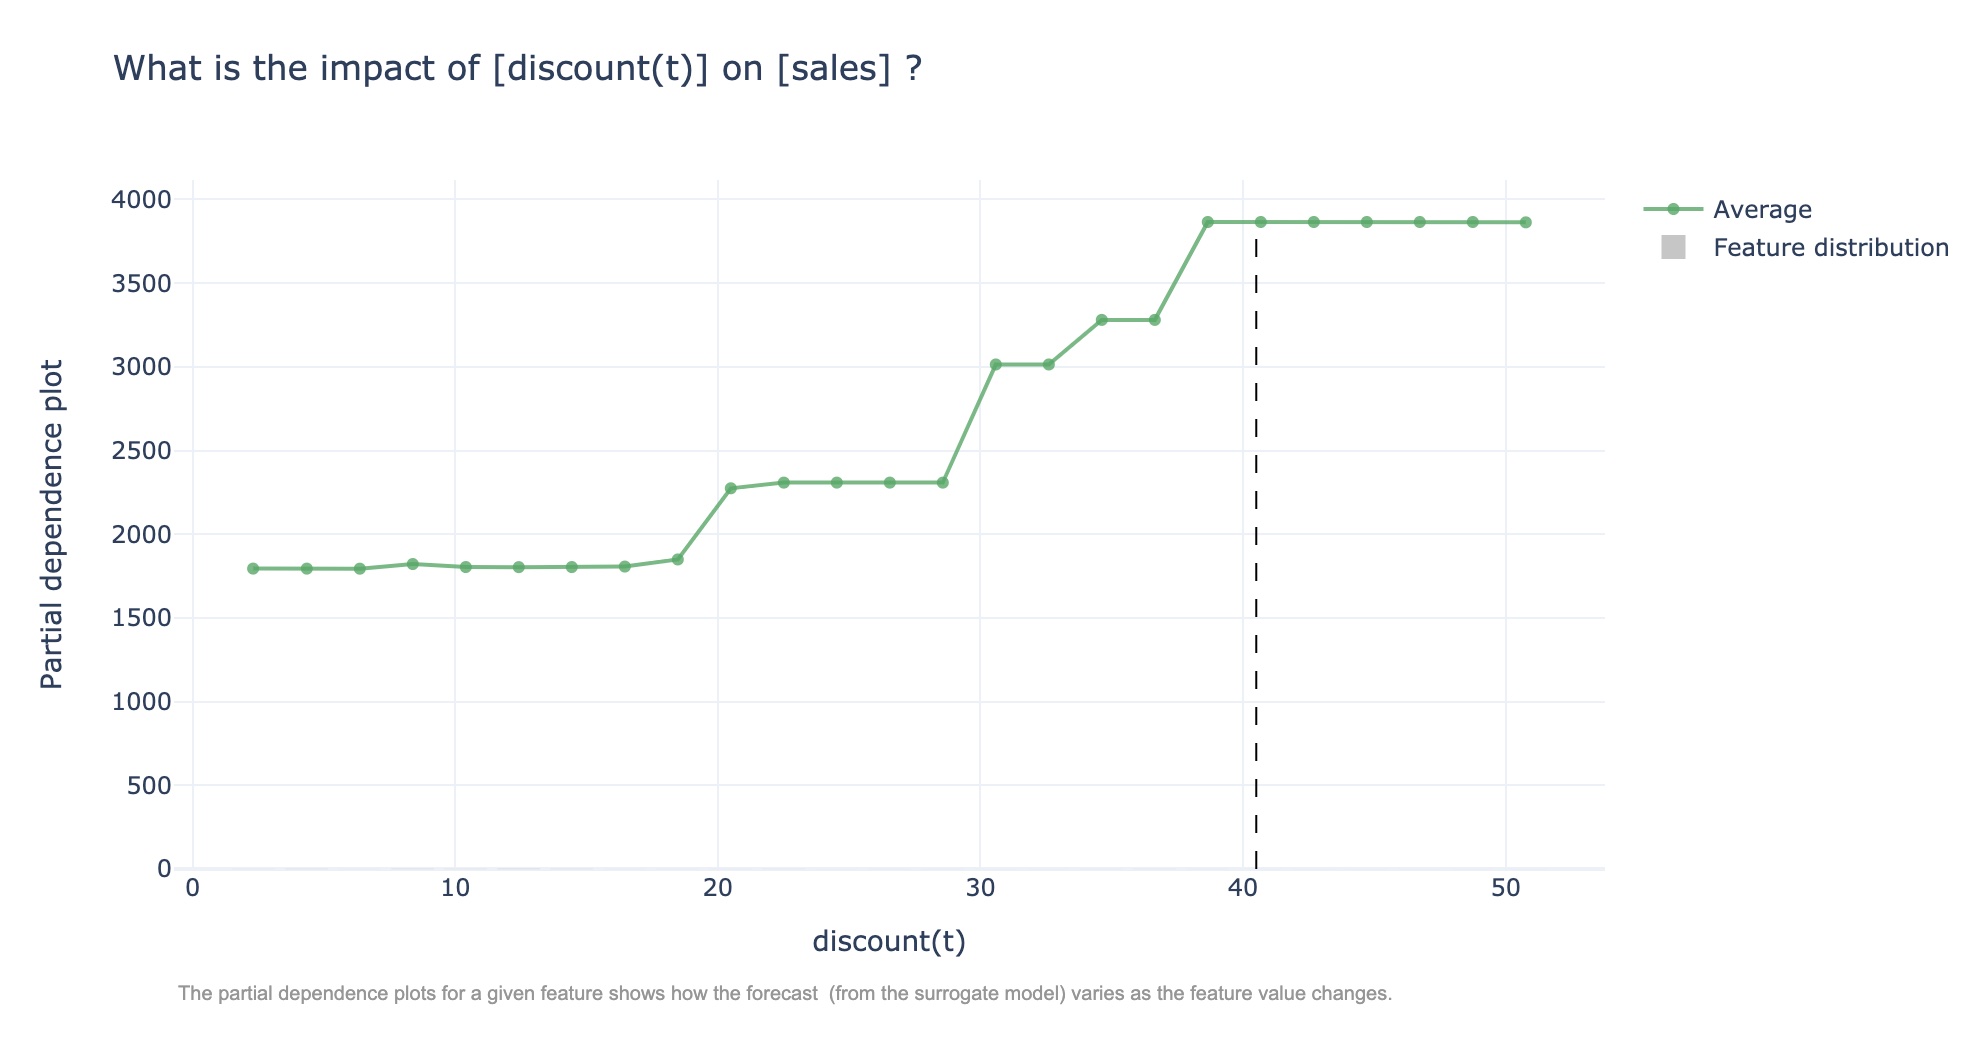 What is the impact of [discount(t)] on [sales] ?
4000
3500
3000
2500
2000
1500
1000
500
0
Partial dependence plot
0 10 20 30 40 50
discount(t)
Average
Feature distribution
The partial dependence plots for a given feature shows how the forecast  (from the surrogate model) varies as the feature value changes.